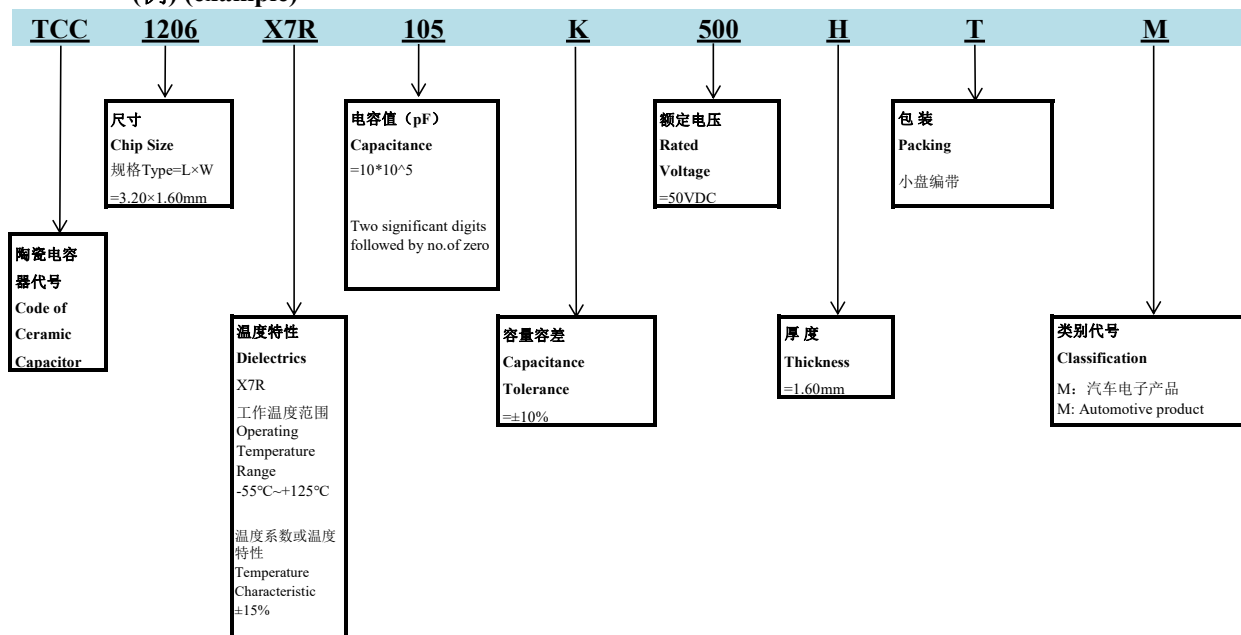 (例) (example)
TCC 1206 X7R 105 K 500 H T M
尺寸
Chip Size
规格Type=L×W
=3.20×1.60mm
电容值（pF）
Capacitance
=10*10^5
Two significant digits
followed by no.of zero
额定电压
Rated
Voltage
=50VDC
包 装
Packing
小盘编带
陶瓷电容
器代号
Code of
Ceramic
Capacitor
温度特性
Dielectrics
X7R
工作温度范围
Operating
Temperature
Range
-55℃~+125℃
温度系数或温度
特性
Temperature
Characteristic
±15%
容量容差
Capacitance
Tolerance
=±10%
厚 度
Thickness
=1.60mm
类别代号
Classification
M：汽车电子产品
M: Automotive product